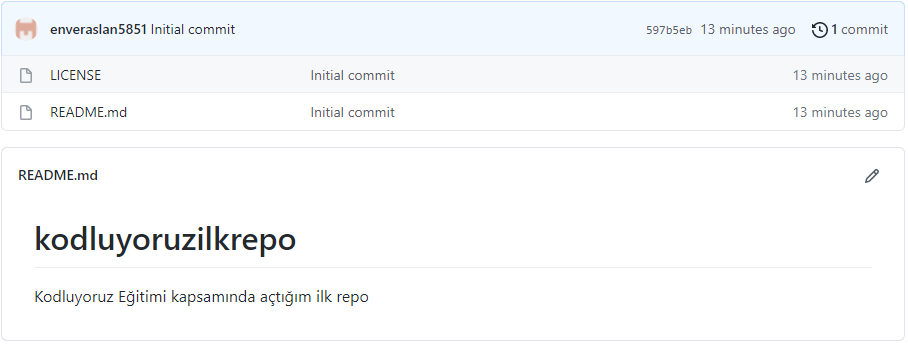 enveraslan5851 Initial commit 597b5eb 13 minutes ago 1 commit
LICENSE Initial commit 13 minutes ago
README.md Initial commit 13 minutes ago
README.md
kodluyoruzilkrepo
Kodluyoruz Eğitimi kapsamında açtığım ilk repo